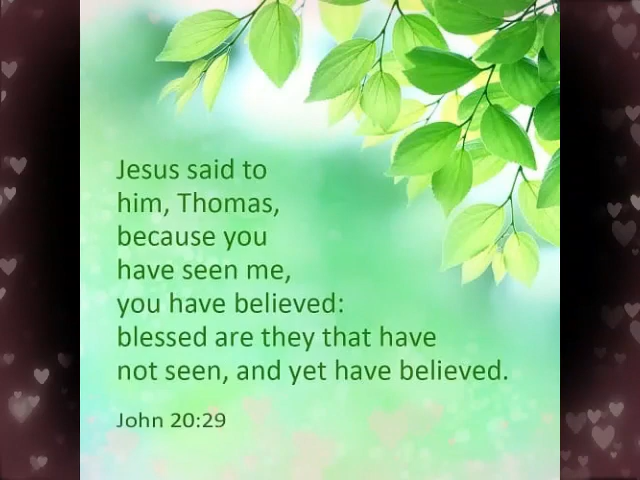 Jesus said to
him, Thomas,
because you
have seen me,
you have believed:
blessed are they that have
not seen, and yet have believed.
John 20:29